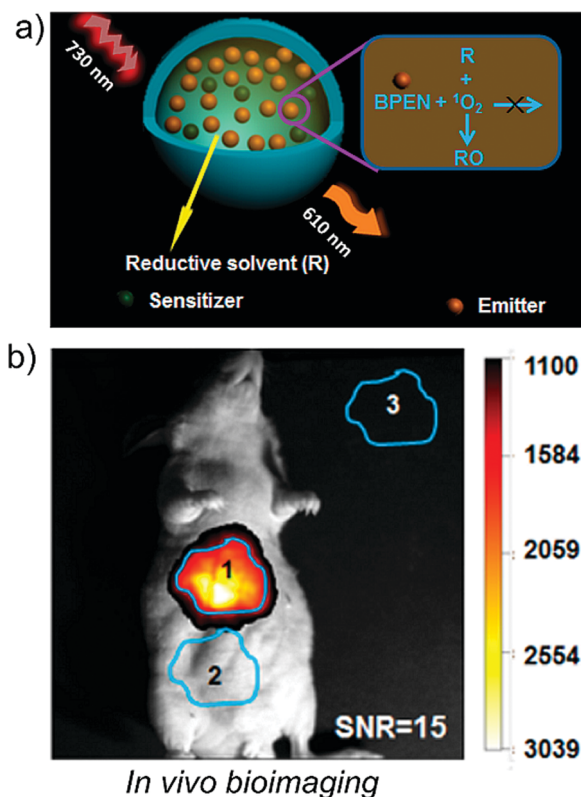 a)
730 nm
R
+
BPEN + ¹O₂
RO
610 nm
Reductive solvent (R)
Sensitizer
Emitter
b)
3
1
2
SNR=15
1100
1584
2059
2554
3039
In vivo bioimaging